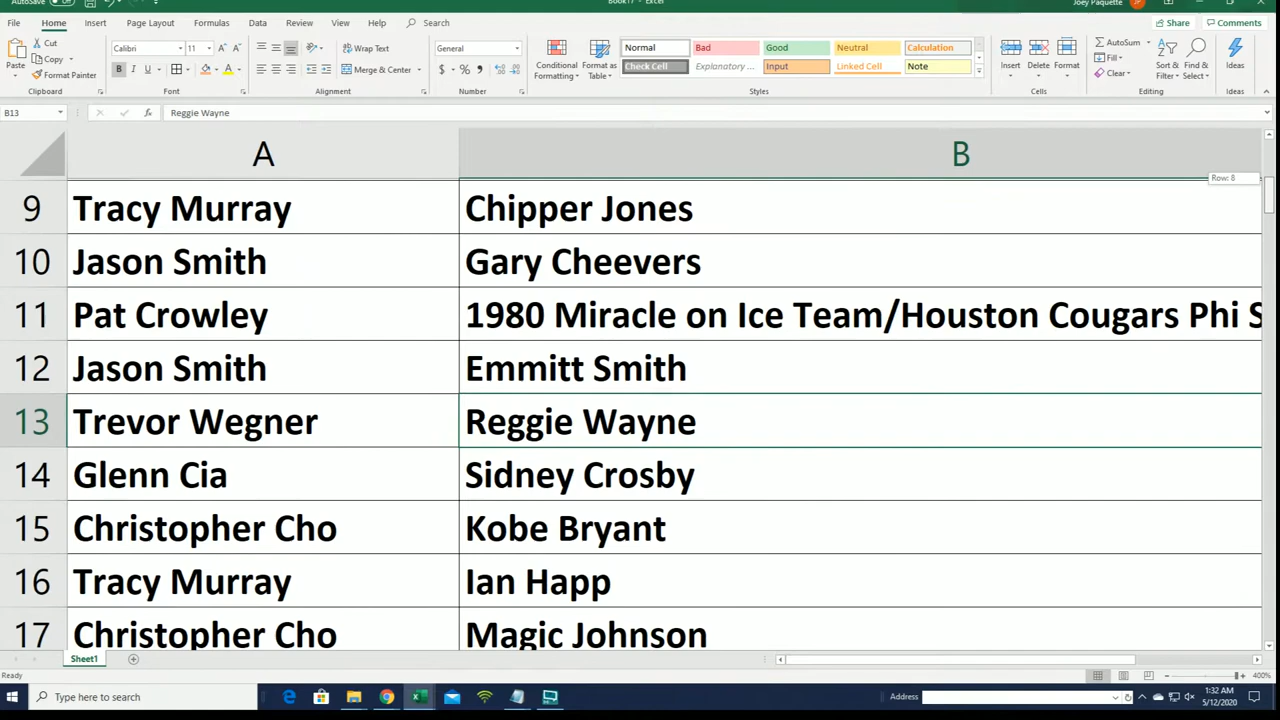 AutoSave Off Book17 - Excel Joey Paquette JP
File Home Insert Page Layout Formulas Data Review View Help Search Share Comments
Cut Calibri 11 Wrap Text General Normal Bad Good Neutral Calculation AutoSum
Copy Fill
Paste Format Painter B I U Merge & Center $ % Conditional Formatting Format as Table Check Cell Explanatory ... Input Linked Cell Note Insert Delete Format Clear Sort & Filter Find & Select Ideas
Clipboard Font Alignment Number Styles Cells Editing Ideas
B13 fx Reggie Wayne
A B
Row: 8
9 Tracy Murray Chipper Jones
10 Jason Smith Gary Cheevers
11 Pat Crowley 1980 Miracle on Ice Team/Houston Cougars Phi S
12 Jason Smith Emmitt Smith
13 Trevor Wegner Reggie Wayne
14 Glenn Cia Sidney Crosby
15 Christopher Cho Kobe Bryant
16 Tracy Murray Ian Happ
17 Christopher Cho Magic Johnson
Sheet1
Ready 400%
Type here to search Address 1:32 AM
5/12/2020